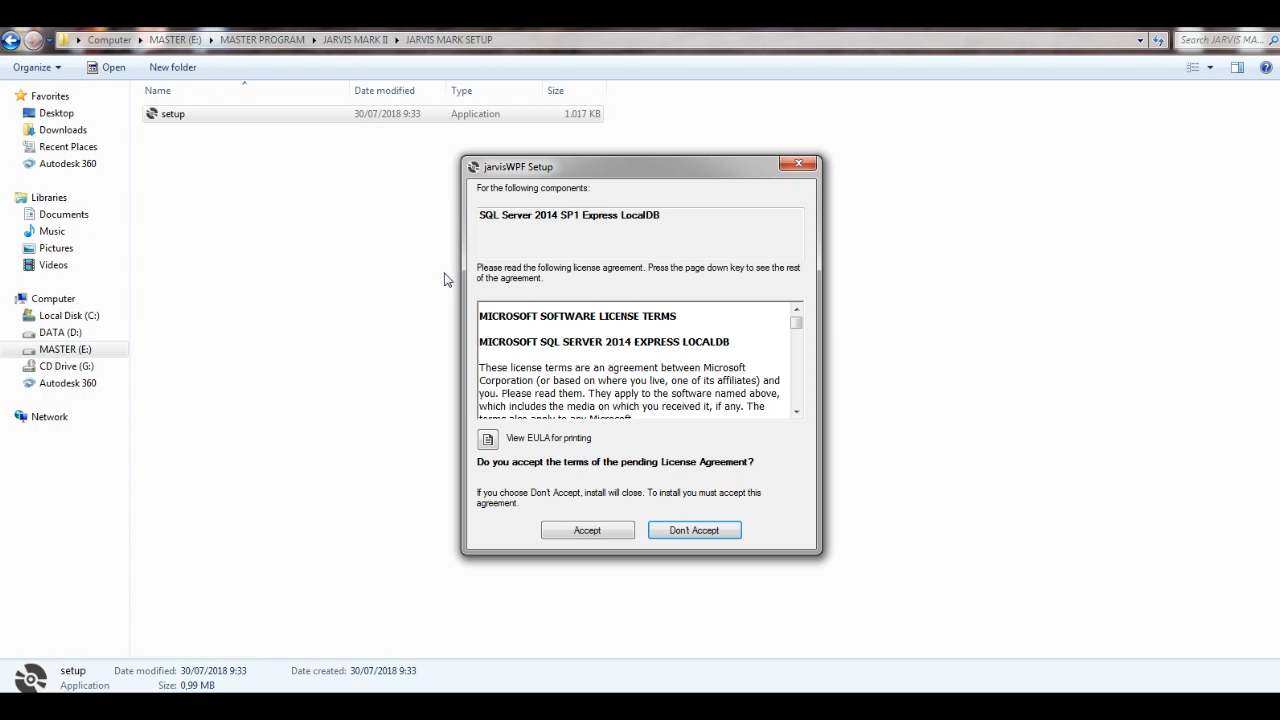 Computer ▸ MASTER (E:) ▸ MASTER PROGRAM ▸ JARVIS MARK II ▸ JARVIS MARK SETUP
Search JARVIS MA...
Organize
Open
New folder
Name
Date modified
Type
Size
setup
30/07/2018 9:33
Application
1.017 KB
Favorites
Desktop
Downloads
Recent Places
Autodesk 360
Libraries
Documents
Music
Pictures
Videos
Computer
Local Disk (C:)
DATA (D:)
MASTER (E:)
CD Drive (G:)
Autodesk 360
Network
jarvisWPF Setup
For the following components:
SQL Server 2014 SP1 Express LocalDB
Please read the following license agreement. Press the page down key to see the rest
of the agreement.
MICROSOFT SOFTWARE LICENSE TERMS
MICROSOFT SQL SERVER 2014 EXPRESS LOCALDB
These license terms are an agreement between Microsoft
Corporation (or based on where you live, one of its affiliates) and
you. Please read them. They apply to the software named above,
which includes the media on which you received it, if any. The
terms also apply to any Microsoft
View EULA for printing
Do you accept the terms of the pending License Agreement?
If you choose Don't Accept, install will close. To install you must accept this
agreement.
Accept
Don't Accept
setup
Date modified: 30/07/2018 9:33
Date created: 30/07/2018 9:33
Application
Size: 0,99 MB